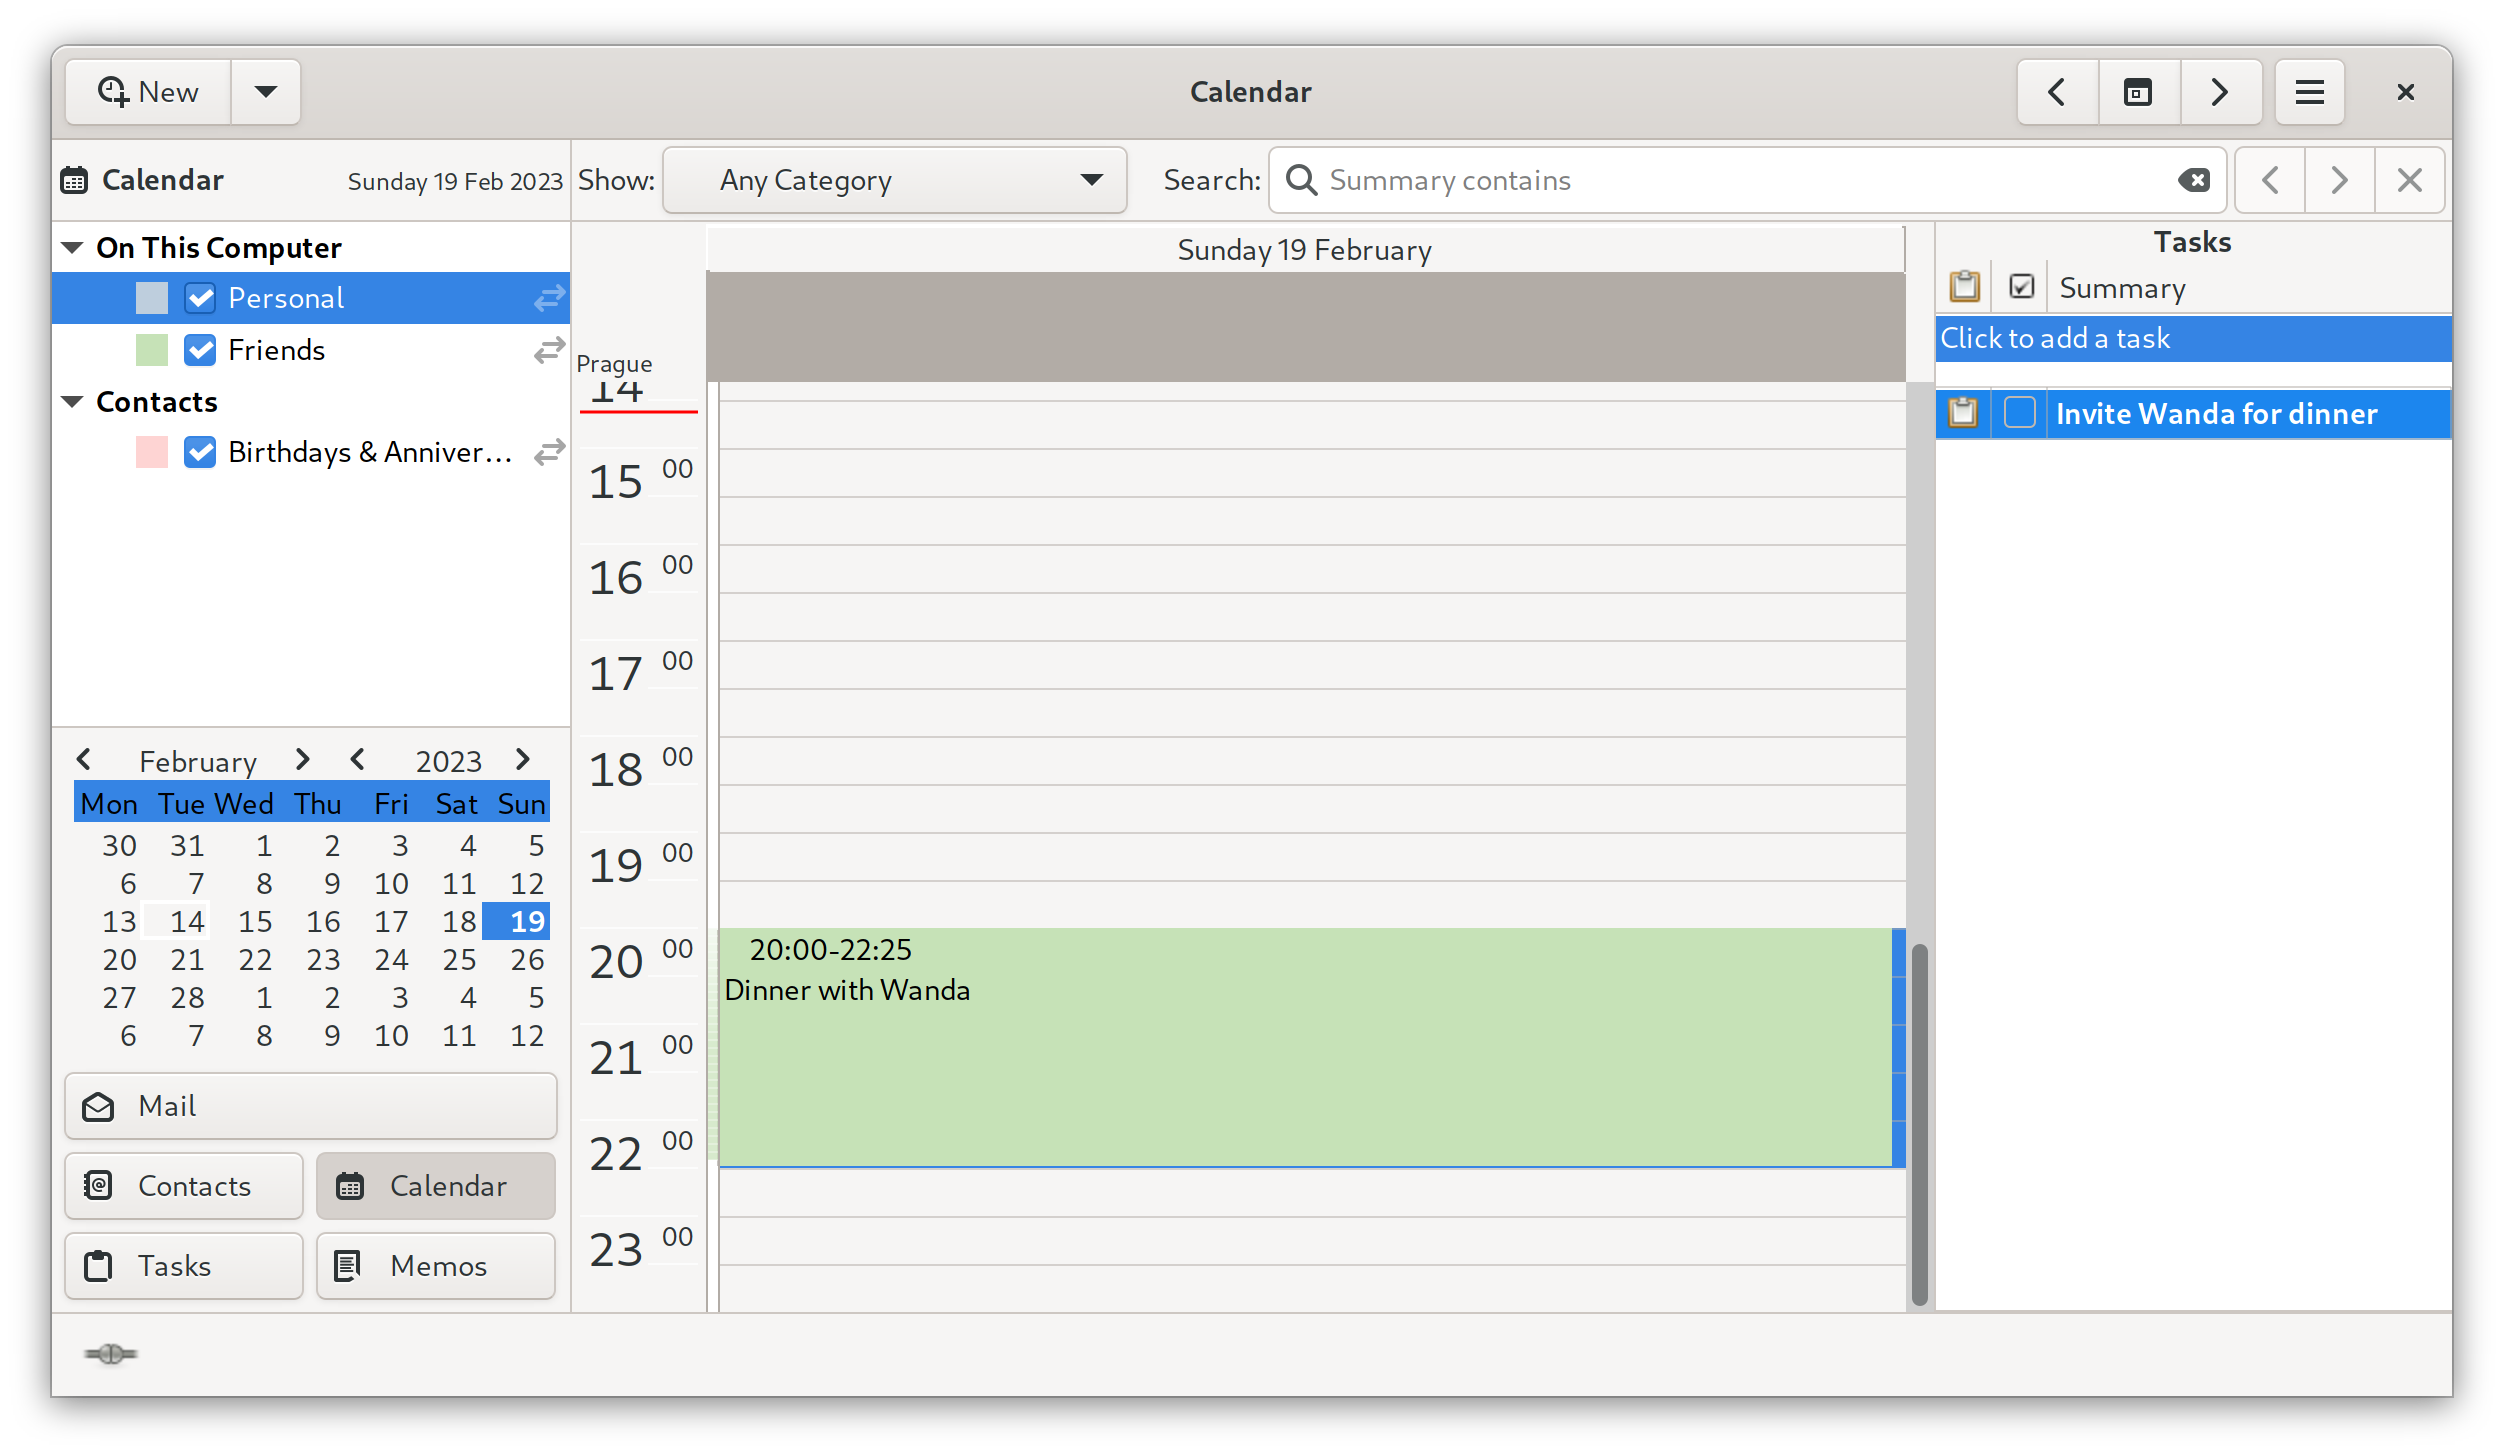 New
Calendar
Calendar Sunday 19 Feb 2023
Show: Any Category
Search: Summary contains
On This Computer
Personal
Friends
Contacts
Birthdays & Anniver...
February 2023
Mon Tue Wed Thu Fri Sat Sun
30 31 1 2 3 4 5
6 7 8 9 10 11 12
13 14 15 16 17 18 19
20 21 22 23 24 25 26
27 28 1 2 3 4 5
6 7 8 9 10 11 12
Mail
Contacts Calendar
Tasks Memos
Sunday 19 February
Prague
14
15 00
16 00
17 00
18 00
19 00
20 00
21 00
22 00
23 00
20:00-22:25
Dinner with Wanda
Tasks
Summary
Click to add a task
Invite Wanda for dinner